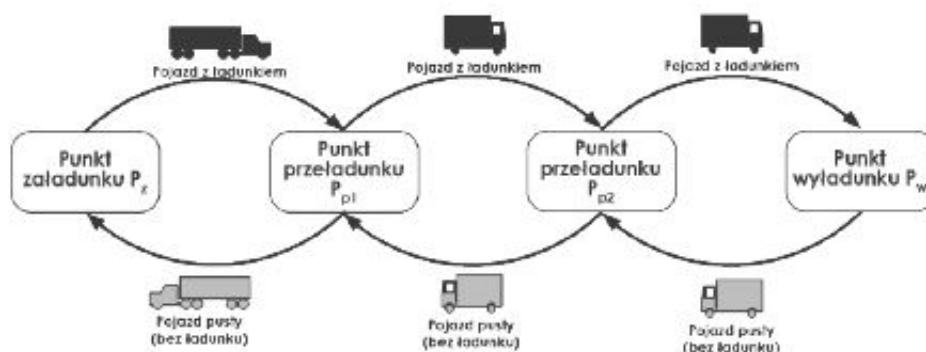 Pojazd z ładunkiem
Pojazd z ładunkiem
Pojazd z ładunkiem
Punkt
załadunku Pz
Punkt
przeładunku
Pp1
Punkt
przeładunku
Pp2
Punkt
wyładunku Pw
Pojazd pusty
(bez ładunku)
Pojazd pusty
(bez ładunku)
Pojazd pusty
(bez ładunku)